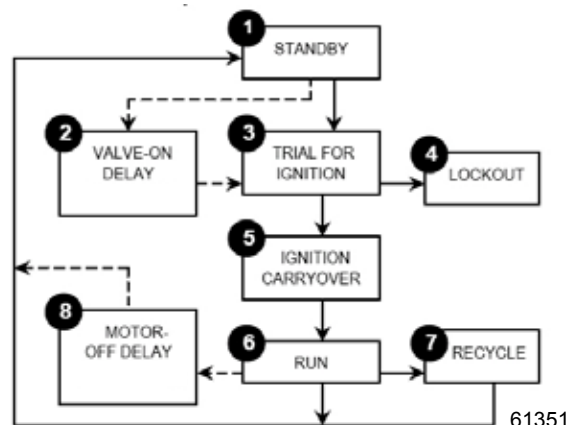 1
STANDBY
2
VALVE-ON
DELAY
3
TRIAL FOR
IGNITION
4
LOCKOUT
5
IGNITION
CARRYOVER
8
MOTOR-
OFF DELAY
6
RUN
7
RECYCLE
61351